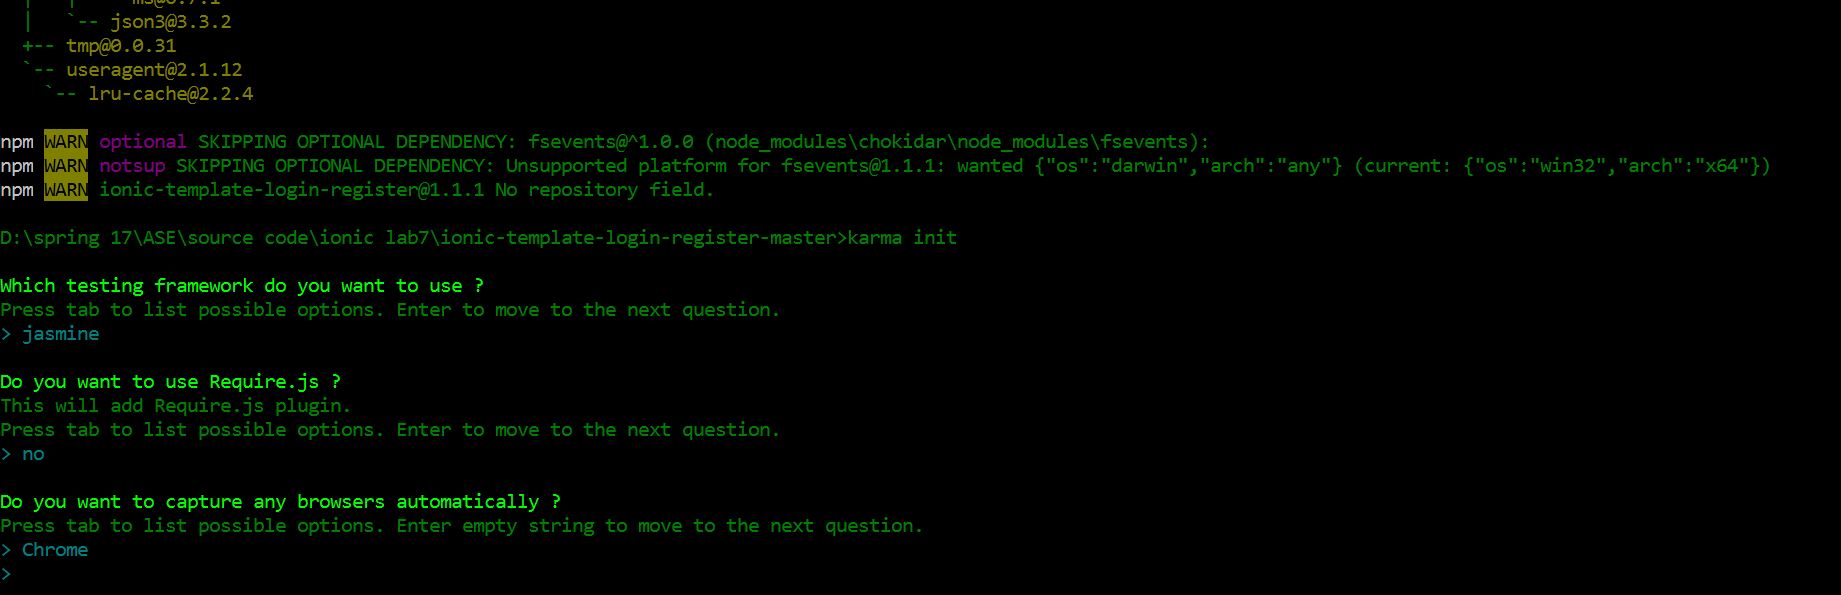 |   |   `-- ms@0.7.1
|   `-- json3@3.3.2
+-- tmp@0.0.31
`-- useragent@2.1.12
`-- lru-cache@2.2.4
npm WARN optional SKIPPING OPTIONAL DEPENDENCY: fsevents@^1.0.0 (node_modules\chokidar\node_modules\fsevents):
npm WARN notsup SKIPPING OPTIONAL DEPENDENCY: Unsupported platform for fsevents@1.1.1: wanted {"os":"darwin","arch":"any"} (current: {"os":"win32","arch":"x64"})
npm WARN ionic-template-login-register@1.1.1 No repository field.
D:\spring 17\ASE\source code\ionic lab7\ionic-template-login-register-master>karma init
Which testing framework do you want to use ?
Press tab to list possible options. Enter to move to the next question.
> jasmine
Do you want to use Require.js ?
This will add Require.js plugin.
Press tab to list possible options. Enter to move to the next question.
> no
Do you want to capture any browsers automatically ?
Press tab to list possible options. Enter empty string to move to the next question.
> Chrome
>